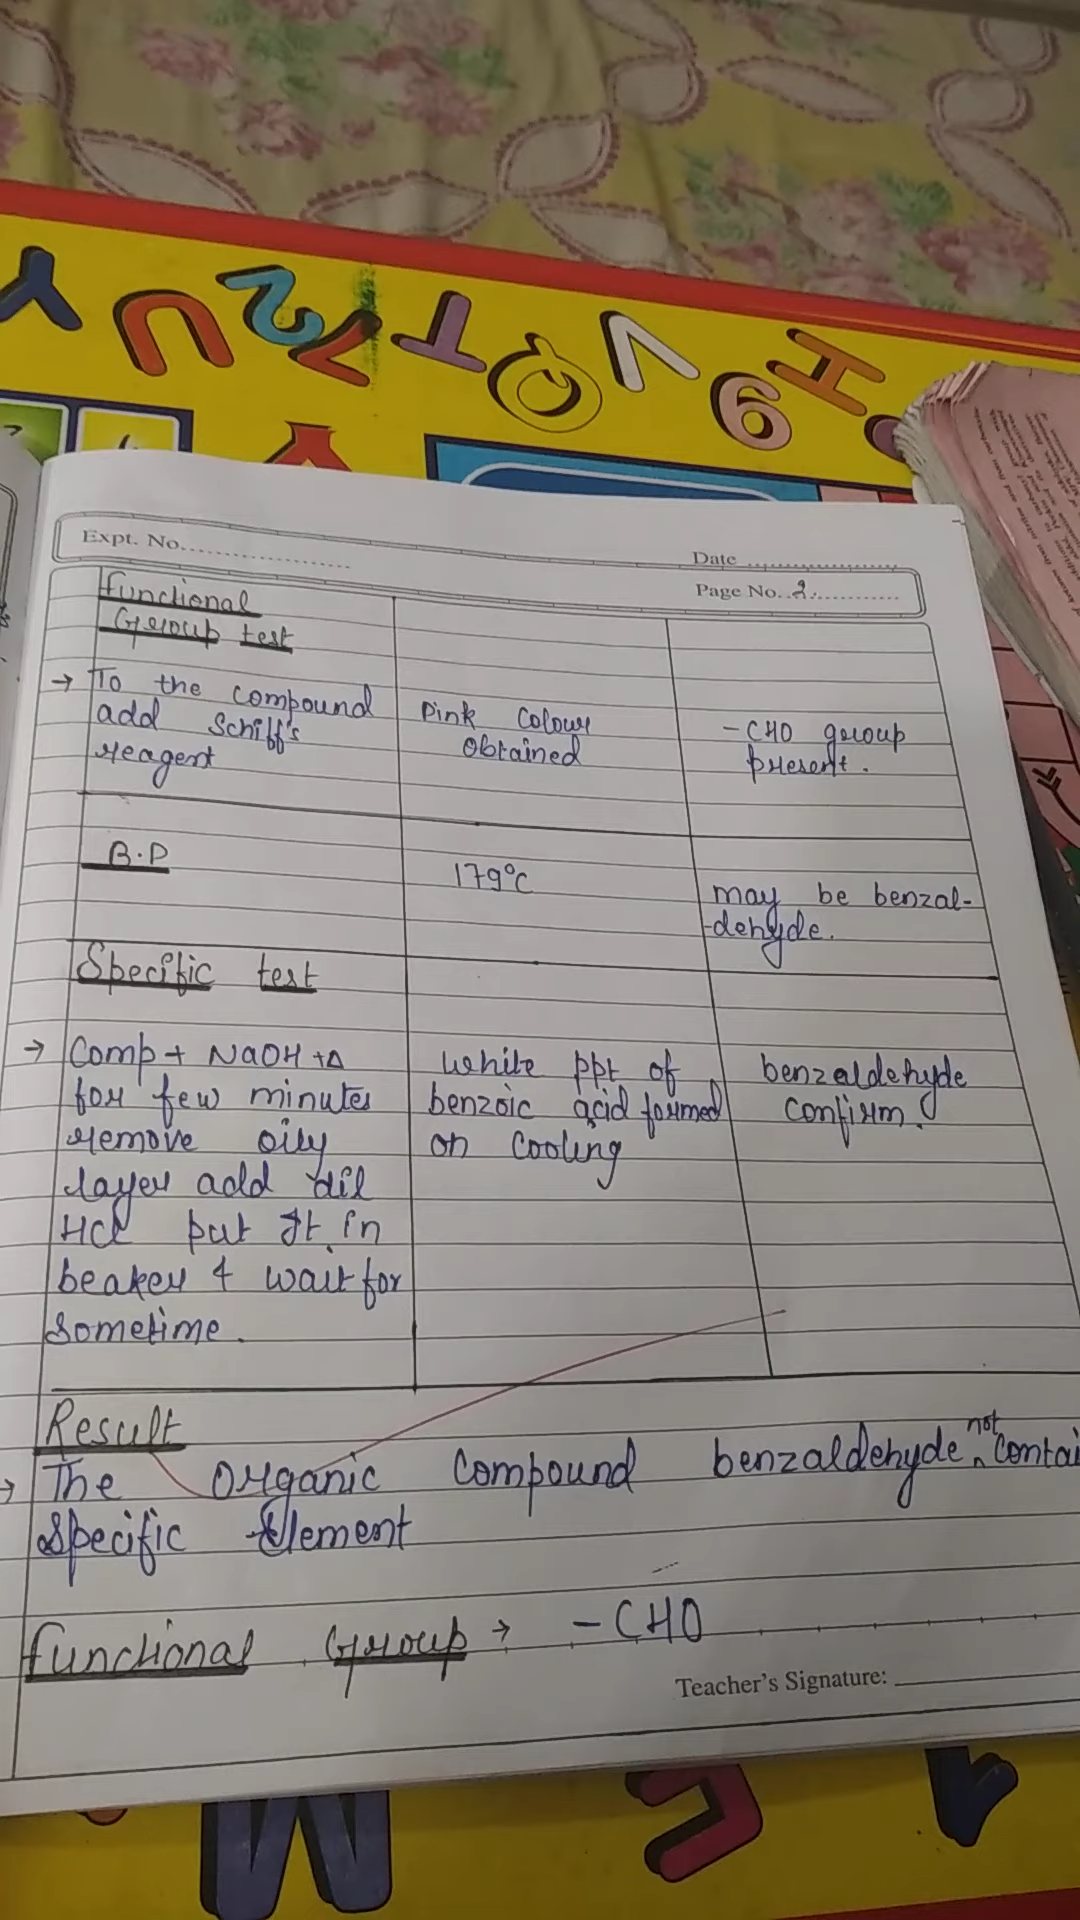 Expt. No.
Date
Page No. 2
Functional
Group test
→ To the compound
add Schiff's
reagent
Pink Colour
Obtained
-CHO group
present.
B.P
179°C
may be benzal-
-dehyde.
Specific test
→ Comp + NaOH + Δ
for few minutes
remove oily
layer add dil
HCl put It in
beaker & wait for
sometime.
white ppt of
benzoic acid formed
on cooling
benzaldehyde
confirm.
Result
→ The Organic compound benzaldehyde not contai
specific Element
Functional Group → -CHO
Teacher's Signature: